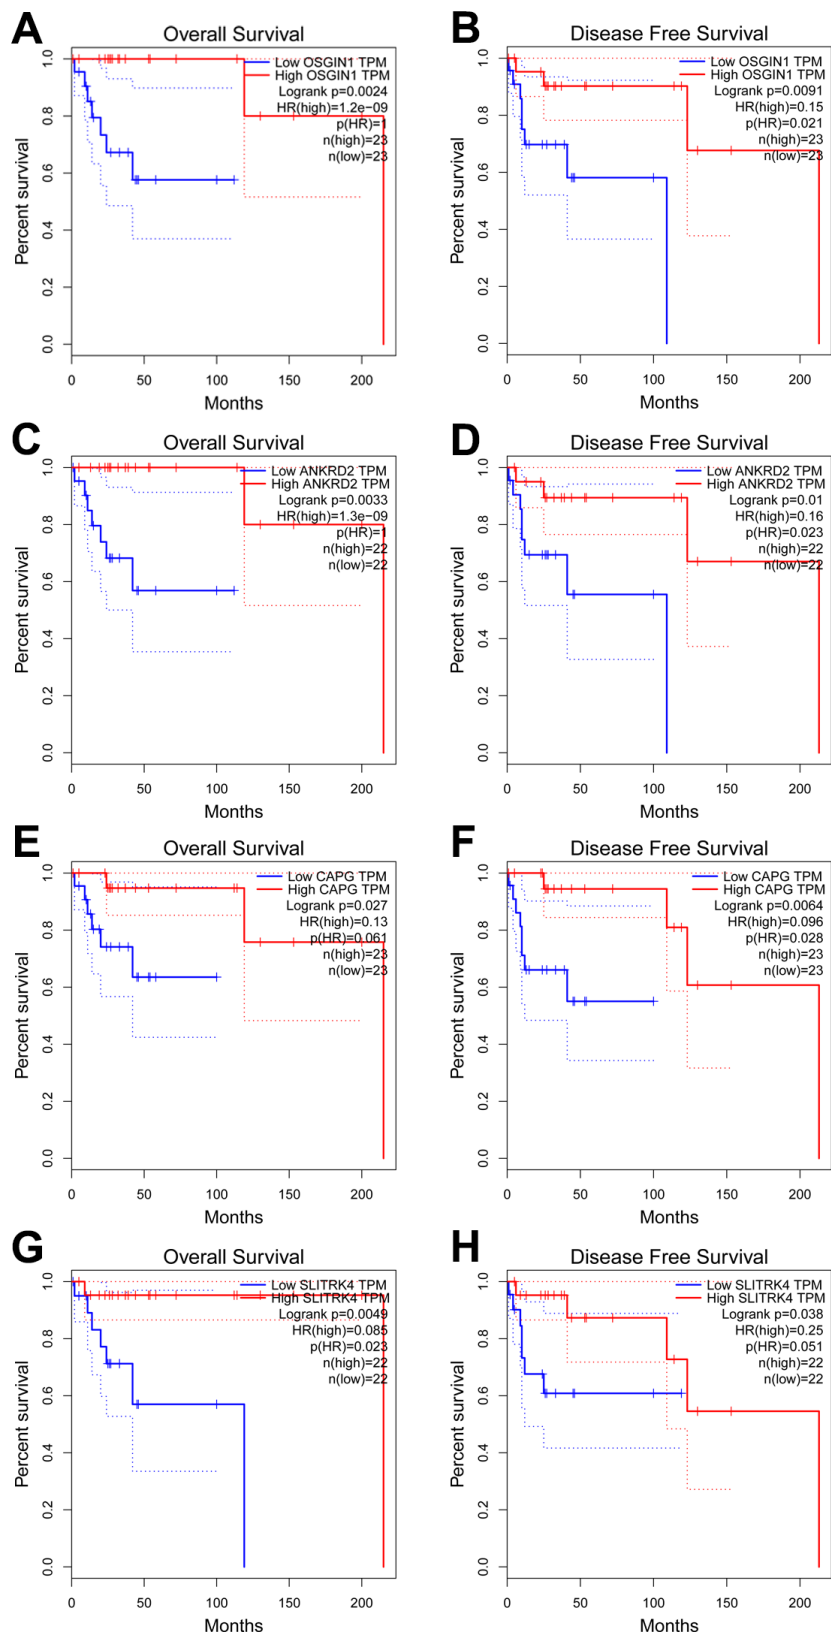 A
Overall Survival
Low OSGIN1 TPM
High OSGIN1 TPM
Logrank p=0.0024
HR(high)=1.2e−09
p(HR)=1
n(high)=23
n(low)=23
Percent survival
0.0
0.2
0.4
0.6
0.8
1.0
0 50 100 150 200
Months
B
Disease Free Survival
Low OSGIN1 TPM
High OSGIN1 TPM
Logrank p=0.0091
HR(high)=0.15
p(HR)=0.021
n(high)=23
n(low)=23
Percent survival
0.0
0.2
0.4
0.6
0.8
1.0
0 50 100 150 200
Months
C
Overall Survival
Low ANKRD2 TPM
High ANKRD2 TPM
Logrank p=0.0033
HR(high)=1.3e−09
p(HR)=1
n(high)=22
n(low)=22
Percent survival
0.0
0.2
0.4
0.6
0.8
1.0
0 50 100 150 200
Months
D
Disease Free Survival
Low ANKRD2 TPM
High ANKRD2 TPM
Logrank p=0.01
HR(high)=0.16
p(HR)=0.023
n(high)=22
n(low)=22
Percent survival
0.0
0.2
0.4
0.6
0.8
1.0
0 50 100 150 200
Months
E
Overall Survival
Low CAPG TPM
High CAPG TPM
Logrank p=0.027
HR(high)=0.13
p(HR)=0.061
n(high)=23
n(low)=23
Percent survival
0.0
0.2
0.4
0.6
0.8
1.0
0 50 100 150 200
Months
F
Disease Free Survival
Low CAPG TPM
High CAPG TPM
Logrank p=0.0064
HR(high)=0.096
p(HR)=0.028
n(high)=23
n(low)=23
Percent survival
0.0
0.2
0.4
0.6
0.8
1.0
0 50 100 150 200
Months
G
Overall Survival
Low SLITRK4 TPM
High SLITRK4 TPM
Logrank p=0.0049
HR(high)=0.085
p(HR)=0.023
n(high)=22
n(low)=22
Percent survival
0.0
0.2
0.4
0.6
0.8
1.0
0 50 100 150 200
Months
H
Disease Free Survival
Low SLITRK4 TPM
High SLITRK4 TPM
Logrank p=0.038
HR(high)=0.25
p(HR)=0.051
n(high)=22
n(low)=22
Percent survival
0.0
0.2
0.4
0.6
0.8
1.0
0 50 100 150 200
Months